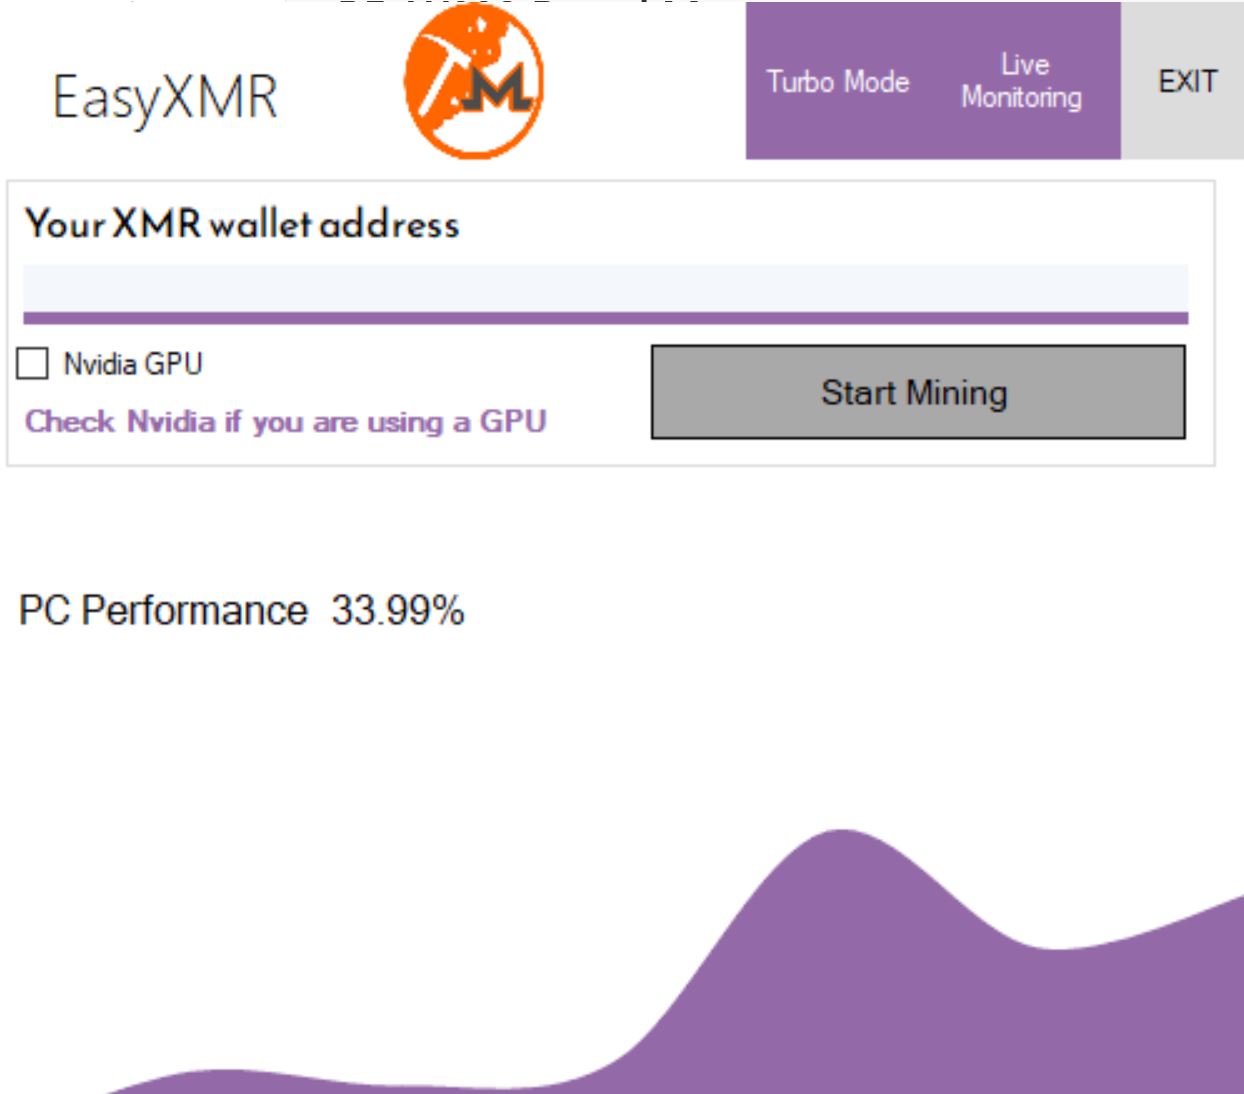 EasyXMR
Turbo Mode
Live
Monitoring
EXIT
Your XMR wallet address
Nvidia GPU
Start Mining
Check Nvidia if you are using a GPU
PC Performance 33.99%